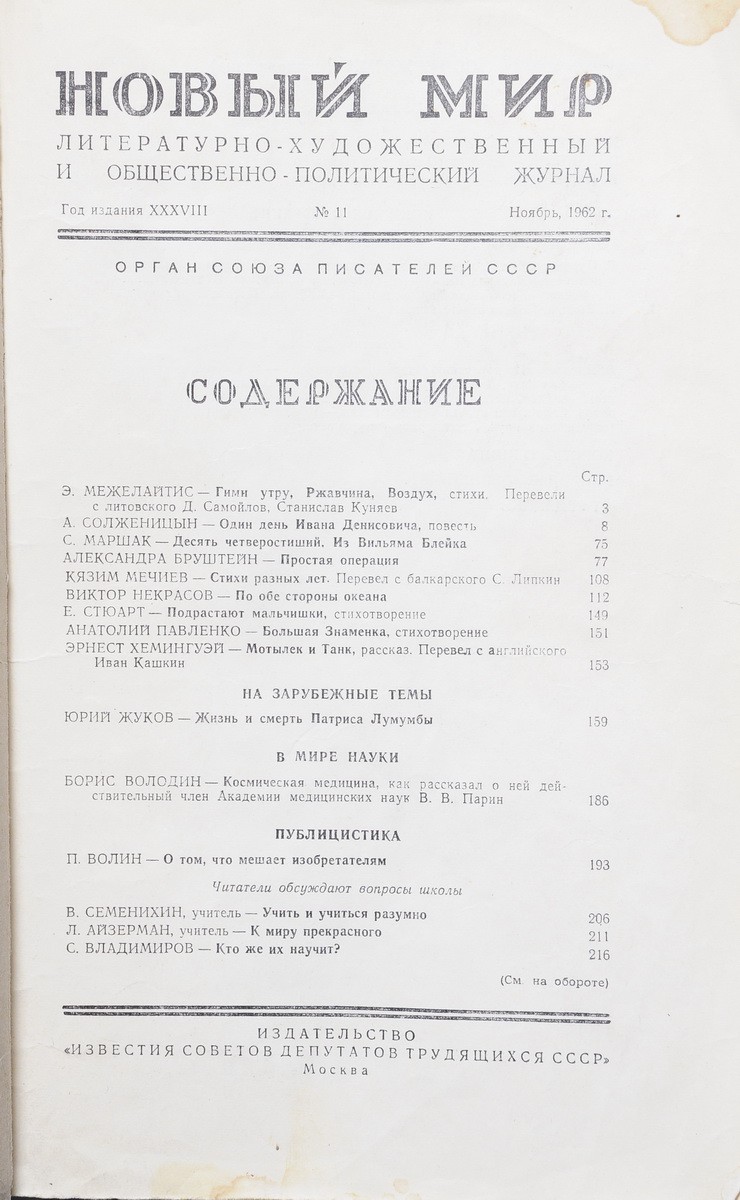 НОВЫЙ МИР
ЛИТЕРАТУРНО-ХУДОЖЕСТВЕННЫЙ
И ОБЩЕСТВЕННО-ПОЛИТИЧЕСКИЙ ЖУРНАЛ
Год издания XXXVIII № 11 Ноябрь, 1962 г.
ОРГАН СОЮЗА ПИСАТЕЛЕЙ СССР
СОДЕРЖАНИЕ
Стр.
Э. МЕЖЕЛАЙТИС — Гимн утру, Ржавчина, Воздух, стихи. Перевели
с литовского Д. Самойлов, Станислав Куняев 3
А. СОЛЖЕНИЦЫН — Один день Ивана Денисовича, повесть 8
С. МАРШАК — Десять четверостиший. Из Вильяма Блейка 75
АЛЕКСАНДРА БРУШТЕЙН — Простая операция 77
КЯЗИМ МЕЧИЕВ — Стихи разных лет. Перевел с балкарского С. Липкин 108
ВИКТОР НЕКРАСОВ — По обе стороны океана 112
Е. СТЮАРТ — Подрастают мальчишки, стихотворение 149
АНАТОЛИЙ ПАВЛЕНКО — Большая Знаменка, стихотворение 151
ЭРНЕСТ ХЕМИНГУЭЙ — Мотылек и Танк, рассказ. Перевел с английского
Иван Кашкин 153
НА ЗАРУБЕЖНЫЕ ТЕМЫ
ЮРИЙ ЖУКОВ — Жизнь и смерть Патриса Лумумбы 159
В МИРЕ НАУКИ
БОРИС ВОЛОДИН — Космическая медицина, как рассказал о ней дей-
ствительный член Академии медицинских наук В. В. Парин 186
ПУБЛИЦИСТИКА
П. ВОЛИН — О том, что мешает изобретателям 193
Читатели обсуждают вопросы школы
В. СЕМЕНИХИН, учитель — Учить и учиться разумно 206
Л. АЙЗЕРМАН, учитель — К миру прекрасного 211
С. ВЛАДИМИРОВ — Кто же их научит? 216
(См. на обороте)
ИЗДАТЕЛЬСТВО
«ИЗВЕСТИЯ СОВЕТОВ ДЕПУТАТОВ ТРУДЯЩИХСЯ СССР»
Москва